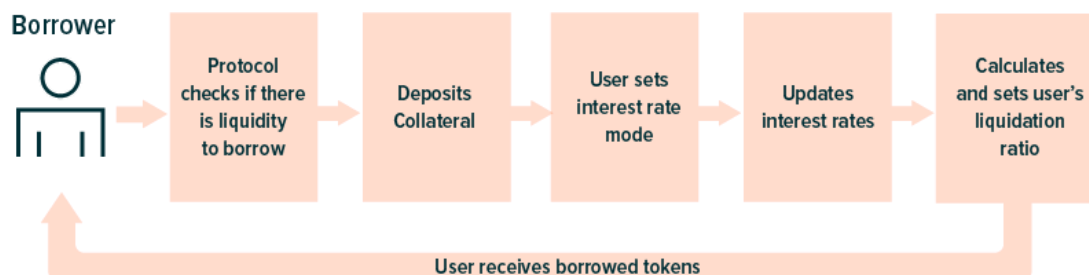 Borrower
Protocol
checks if there
is liquidity
to borrow
Deposits
Collateral
User sets
interest rate
mode
Updates
interest rates
Calculates
and sets user's
liquidation
ratio
User receives borrowed tokens